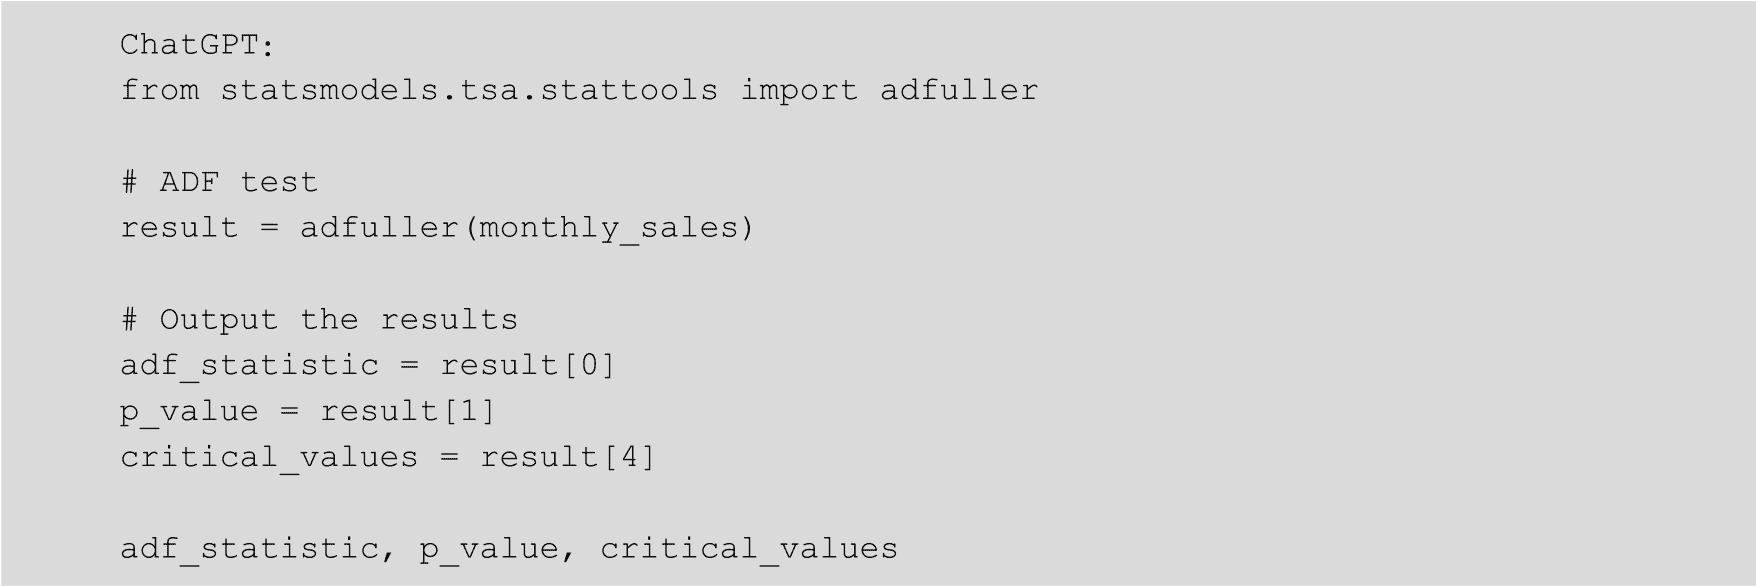 ChatGPT:
from statsmodels.tsa.stattools import adfuller
# ADF test
result = adfuller(monthly_sales)
# Output the results
adf_statistic = result[0]
p_value = result[1]
critical_values = result[4]
adf_statistic, p_value, critical_values